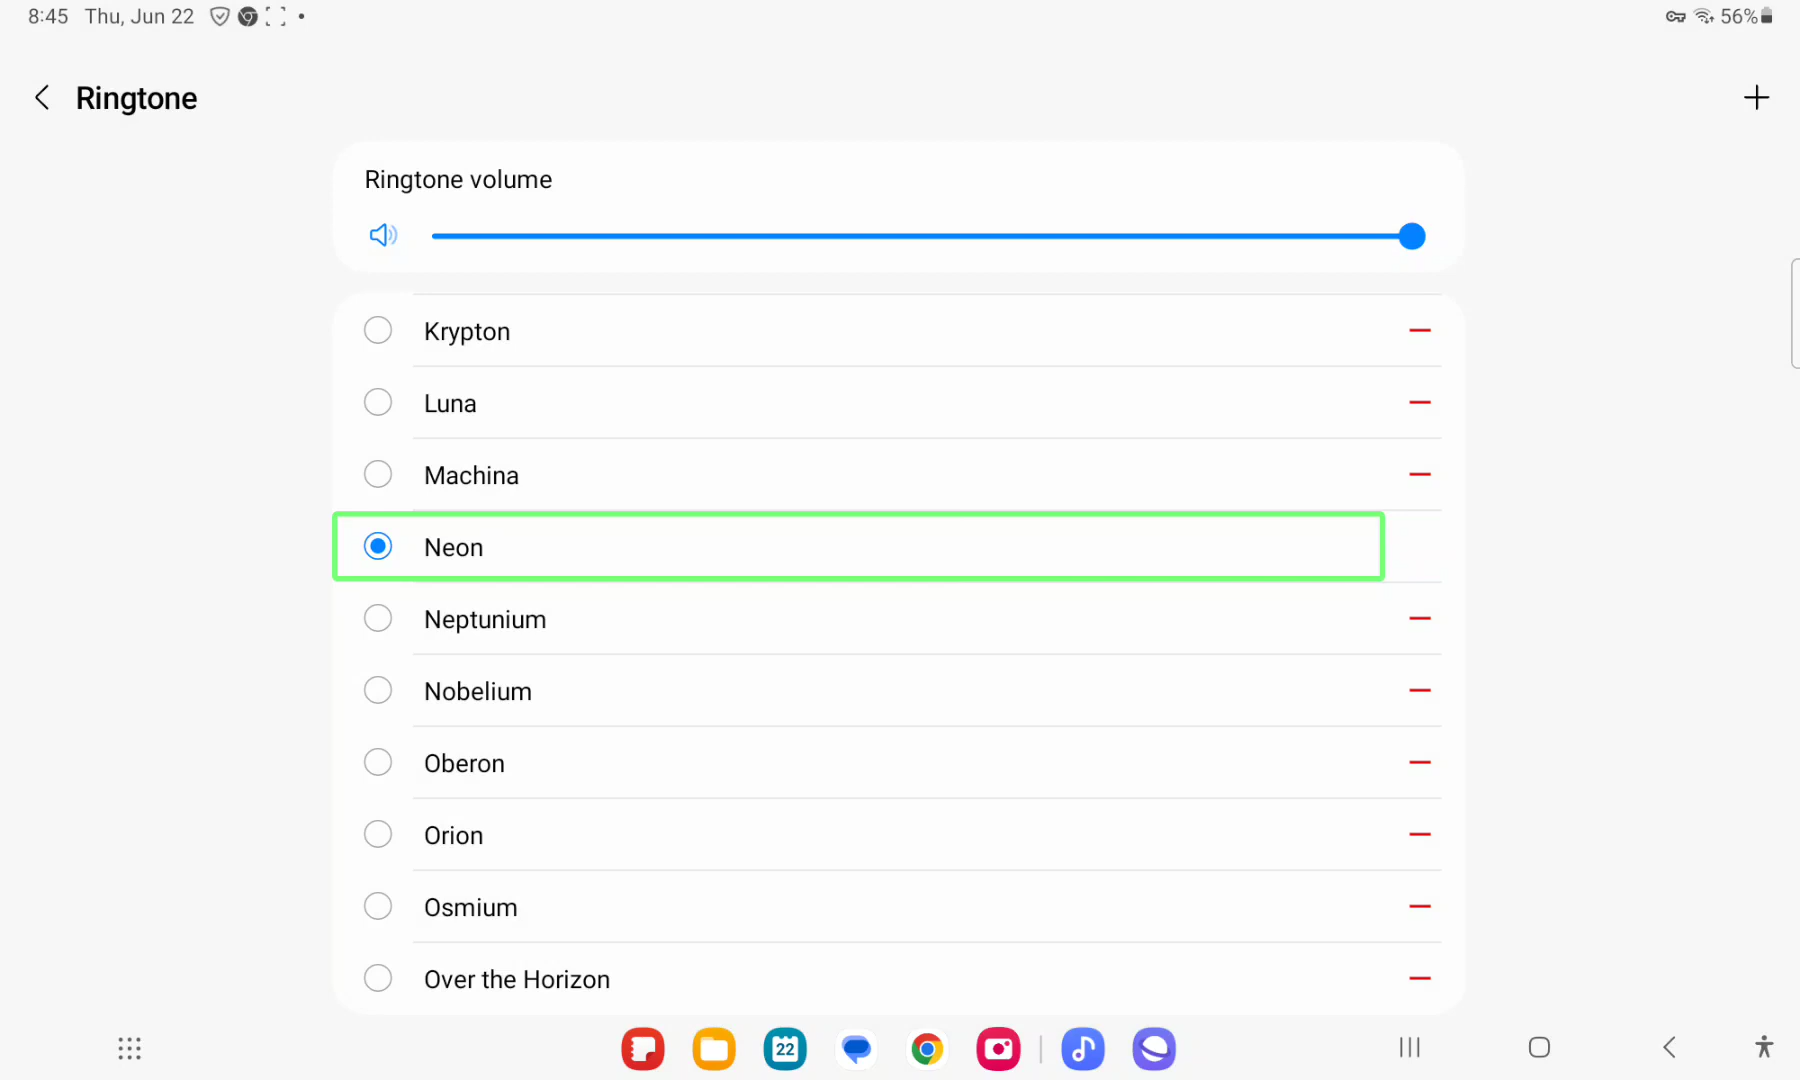 8:45 Thu, Jun 22
56%
Ringtone
Ringtone volume
Krypton
Luna
Machina
Neon
Neptunium
Nobelium
Oberon
Orion
Osmium
Over the Horizon
22